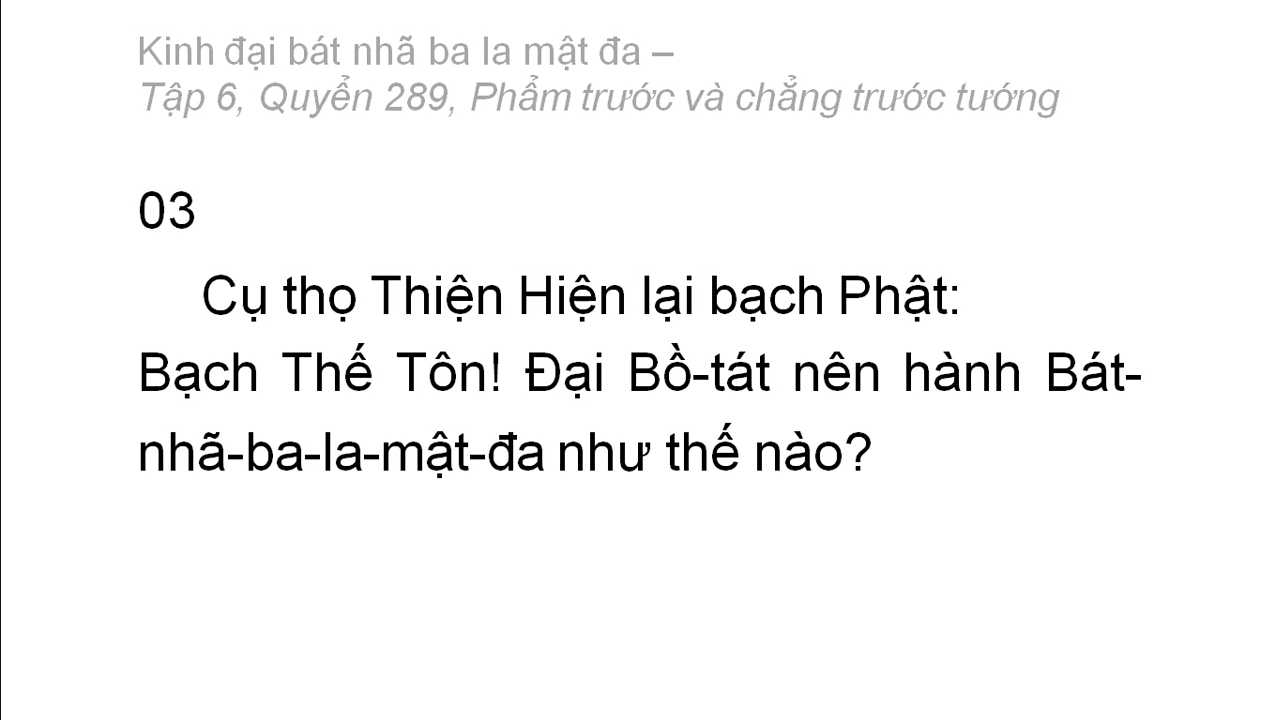 Kinh đại bát nhã ba la mật đa –
Tập 6, Quyển 289, Phẩm trước và chẳng trước tướng
03
Cụ thọ Thiện Hiện lại bạch Phật:
Bạch Thế Tôn! Đại Bồ-tát nên hành Bát-
nhã-ba-la-mật-đa như thế nào?